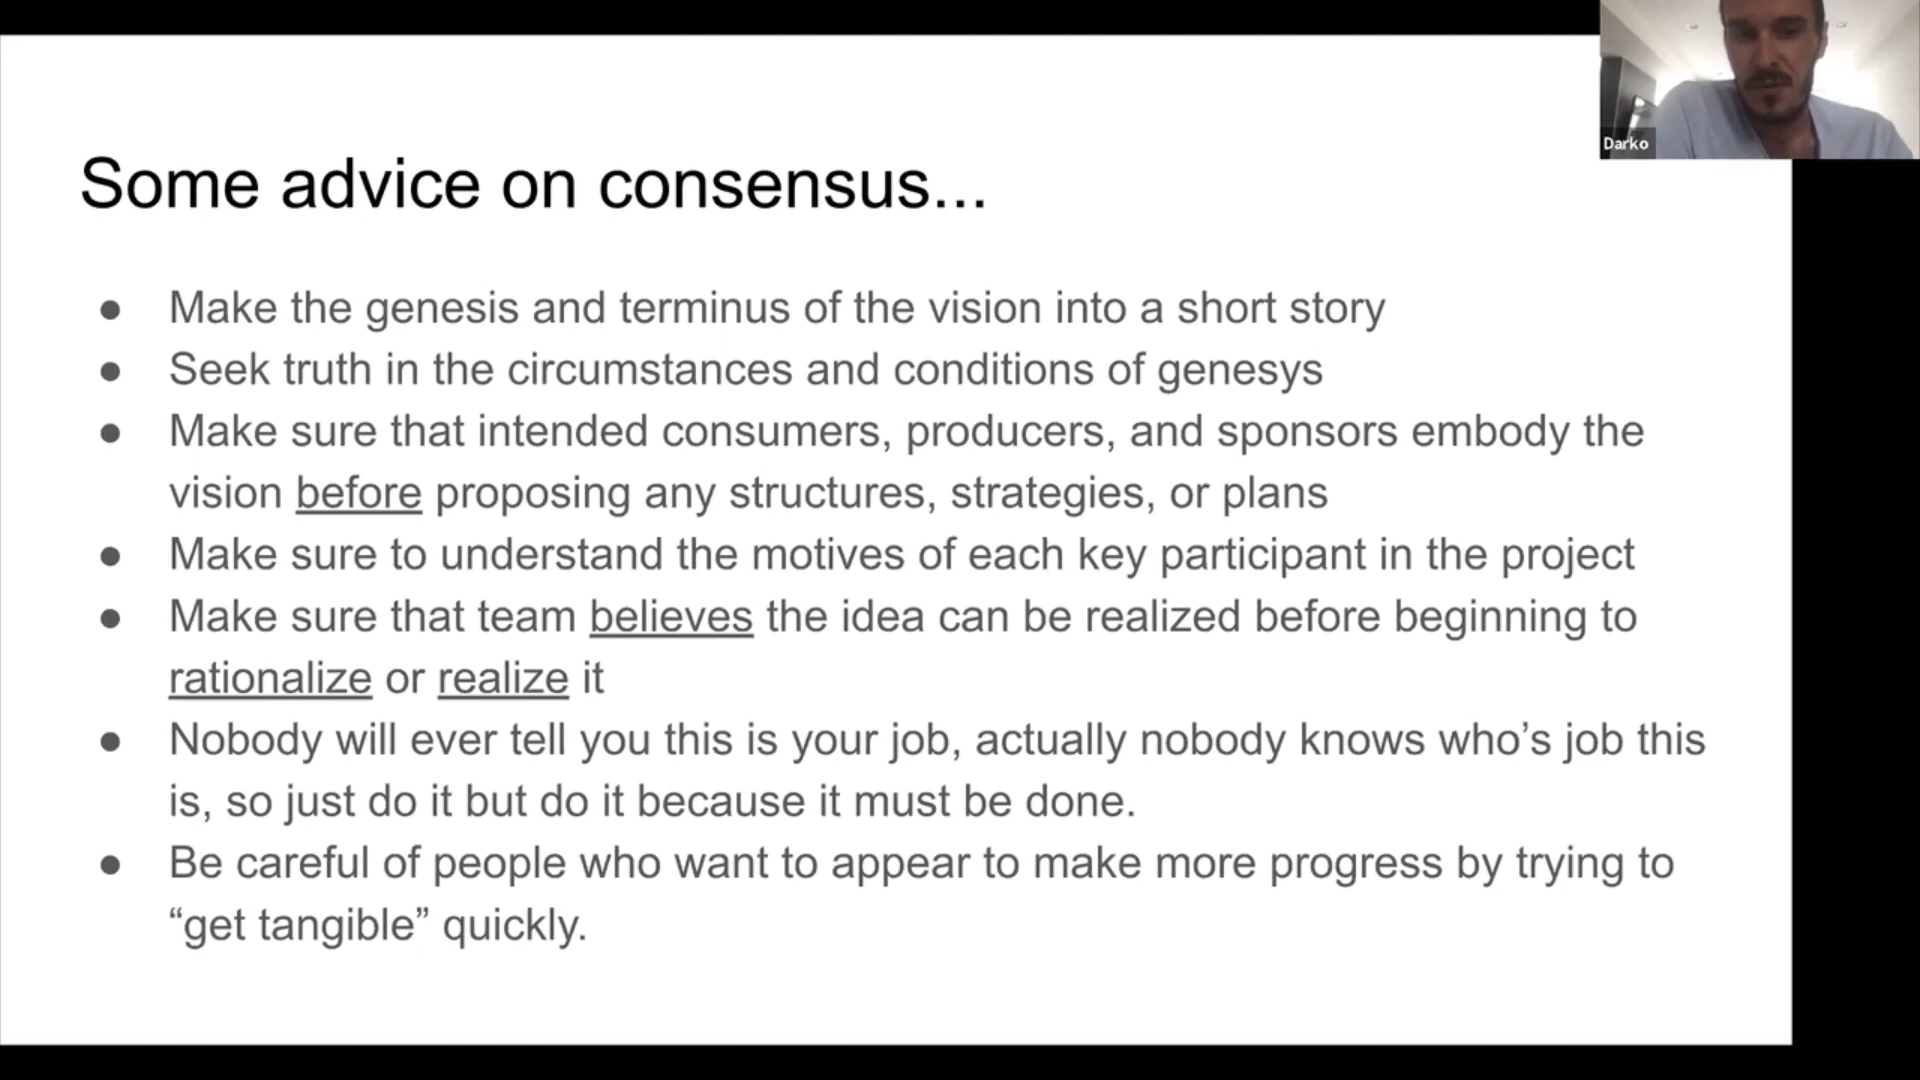 Darko
Some advice on consensus...
● Make the genesis and terminus of the vision into a short story
● Seek truth in the circumstances and conditions of genesys
● Make sure that intended consumers, producers, and sponsors embody the
vision before proposing any structures, strategies, or plans
● Make sure to understand the motives of each key participant in the project
● Make sure that team believes the idea can be realized before beginning to
rationalize or realize it
● Nobody will ever tell you this is your job, actually nobody knows who’s job this
is, so just do it but do it because it must be done.
● Be careful of people who want to appear to make more progress by trying to
“get tangible” quickly.